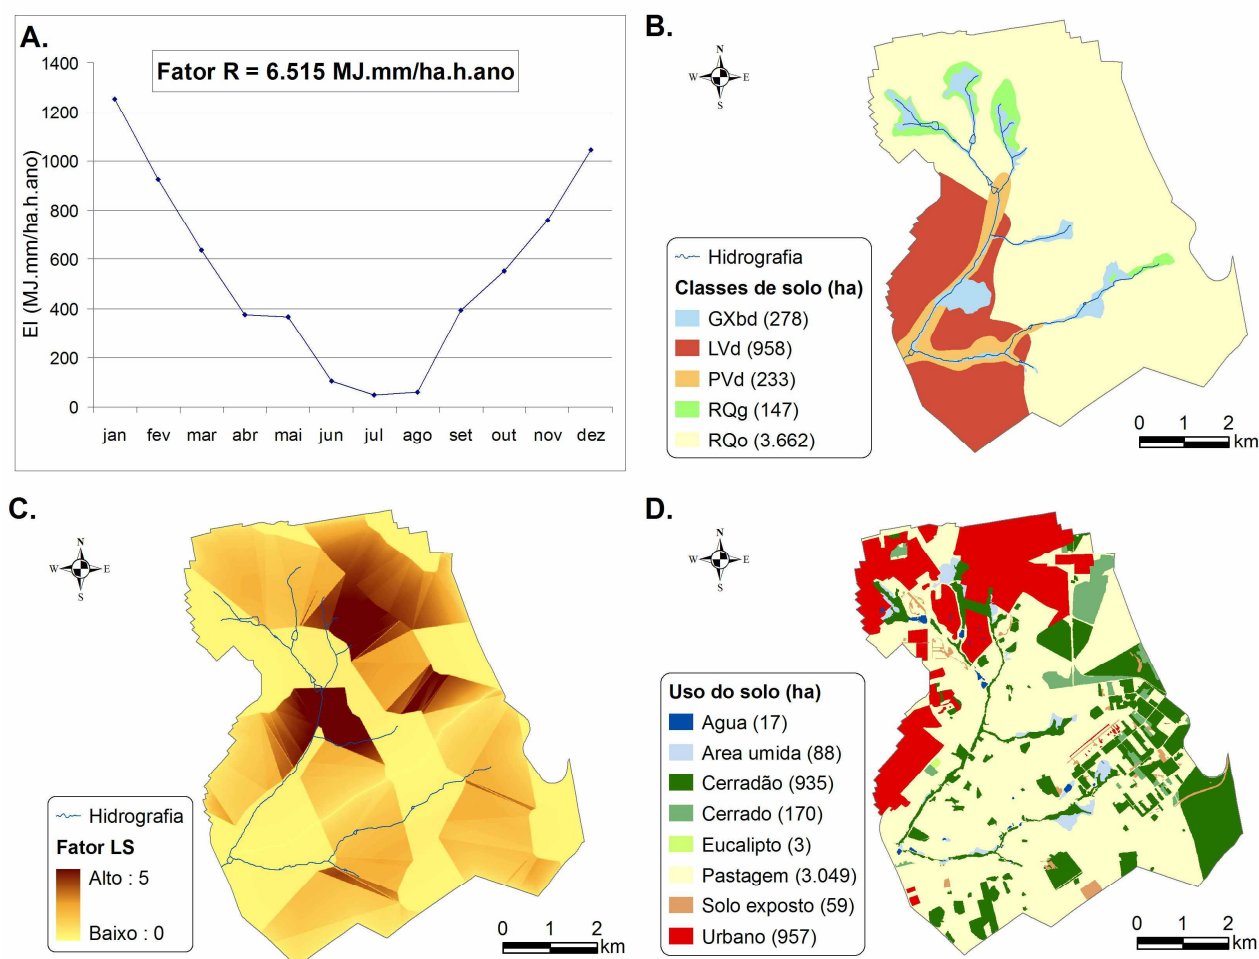 A.
Fator R = 6.515 MJ.mm/ha.h.ano
EI (MJ.mm/ha.h.ano)
1400
1200
1000
800
600
400
200
0
jan fev mar abr mai jun jul ago set out nov dez
B.
N
W E
S
Hidrografia
Classes de solo (ha)
GXbd (278)
LVd (958)
PVd (233)
RQg (147)
RQo (3.662)
0 1 2
km
C.
N
W E
S
Hidrografia
Fator LS
Alto : 5
Baixo : 0
0 1 2
km
D.
N
W E
S
Uso do solo (ha)
Agua (17)
Area umida (88)
Cerradão (935)
Cerrado (170)
Eucalipto (3)
Pastagem (3.049)
Solo exposto (59)
Urbano (957)
0 1 2
km